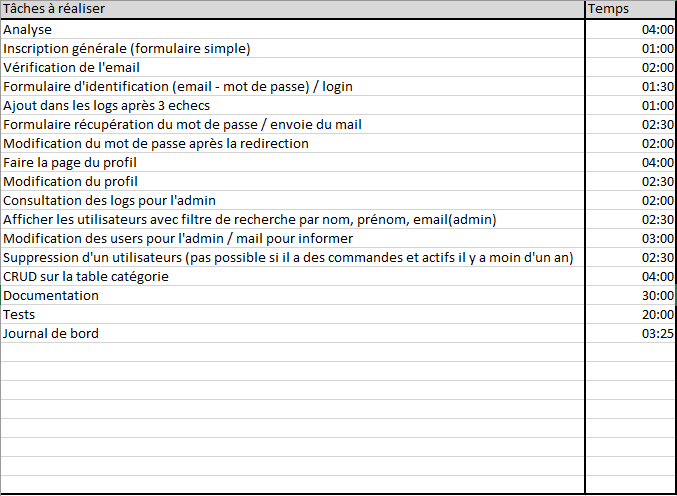 Tâches à réaliser Temps
Analyse 04:00
Inscription générale (formulaire simple) 01:00
Vérification de l'email 02:00
Formulaire d'identification (email - mot de passe) / login 01:30
Ajout dans les logs après 3 echecs 01:00
Formulaire récupération du mot de passe / envoie du mail 02:30
Modification du mot de passe après la redirection 02:00
Faire la page du profil 04:00
Modification du profil 02:30
Consultation des logs pour l'admin 02:00
Afficher les utilisateurs avec filtre de recherche par nom, prénom, email(admin) 02:30
Modification des users pour l'admin / mail pour informer 03:00
Suppression d'un utilisateurs (pas possible si il a des commandes et actifs il y a moin d'un an) 02:30
CRUD sur la table catégorie 04:00
Documentation 30:00
Tests 20:00
Journal de bord 03:25